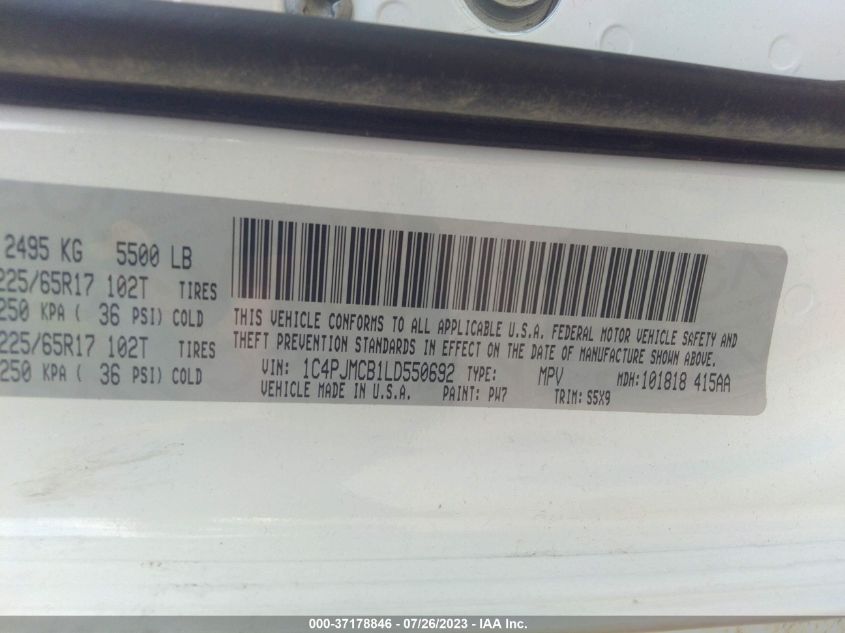 2495 KG 5500 LB
225/65R17 102T TIRES
250 KPA ( 36 PSI) COLD
225/65R17 102T TIRES
250 KPA ( 36 PSI) COLD
THIS VEHICLE CONFORMS TO ALL APPLICABLE U.S.A. FEDERAL MOTOR VEHICLE SAFETY AND
THEFT PREVENTION STANDARDS IN EFFECT ON THE DATE OF MANUFACTURE SHOWN ABOVE.
VIN: 1C4PJMCB1LD550692 TYPE: MPV MDH:101818 415AA
VEHICLE MADE IN U.S.A. PAINT: PW7 TRIM: S5X9
000-37178846 - 07/26/2023 - IAA Inc.